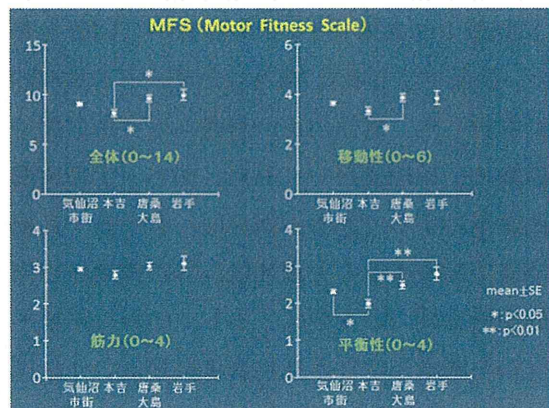 MFS (Motor Fitness Scale)
15
10
5
0
*
*
全体(0～14)
気仙沼 本吉 唐桑 岩手
市街 大島
6
4
2
0
*
移動性(0～6)
気仙沼 本吉 唐桑 岩手
市街 大島
4
3
2
1
0
筋力(0～4)
気仙沼 本吉 唐桑 岩手
市街 大島
4
3
2
1
0
**
**
*
平衡性(0～4)
気仙沼 本吉 唐桑 岩手
市街 大島
mean±SE
*:p<0.05
**:p<0.01